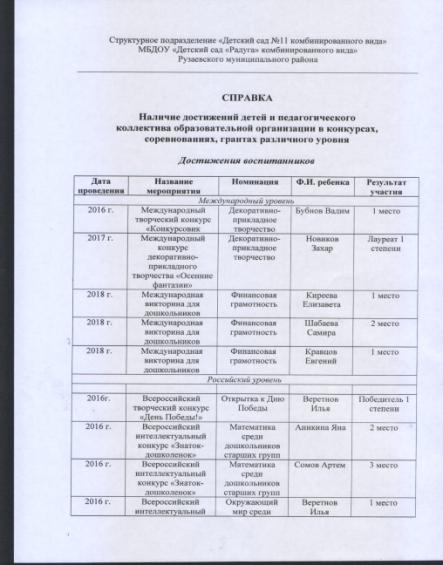 Структурное подразделение «Детский сад №11 комбинированного вида»
МБДОУ «Детский сад «Радуга» комбинированного вида»
Рузаевского муниципального района
СПРАВКА
Наличие достижений детей и педагогического
коллектива образовательной организации в конкурсах,
соревнованиях, грантах различного уровня
Достижения воспитанников
Дата проведения | Название мероприятия | Номинация | Ф.И. ребенка | Результат участия
Международный уровень
2016 г. | Международный творческий конкурс «Конкурсовик | Декоративно-прикладное творчество | Бубнов Вадим | 1 место
2017 г. | Международный конкурс декоративно-прикладного творчества «Осенние фантазии» | Декоративно-прикладное творчество | Новиков Захар | Лауреат 1 степени
2018 г. | Международная викторина для дошкольников | Финансовая грамотность | Киреева Елизавета | 1 место
2018 г. | Международная викторина для дошкольников | Финансовая грамотность | Шабаева Самира | 2 место
2018 г. | Международная викторина для дошкольников | Финансовая грамотность | Кравцов Евгений | 1 место
Российский уровень
2016г. | Всероссийский творческий конкурс «День Победы!» | Открытка к Дню Победы | Веретнов Илья | Победитель 1 степени
2016 г. | Всероссийский интеллектуальный конкурс «Знаток-дошколенок» | Математика среди дошкольников старших групп | Аникина Яна | 2 место
2016 г. | Всероссийский интеллектуальный конкурс «Знаток-дошколенок» | Математика среди дошкольников старших групп | Сомов Артем | 3 место
2016 г. | Всероссийский интеллектуальный | Окружающий мир среди | Веретнов Илья | 1 место